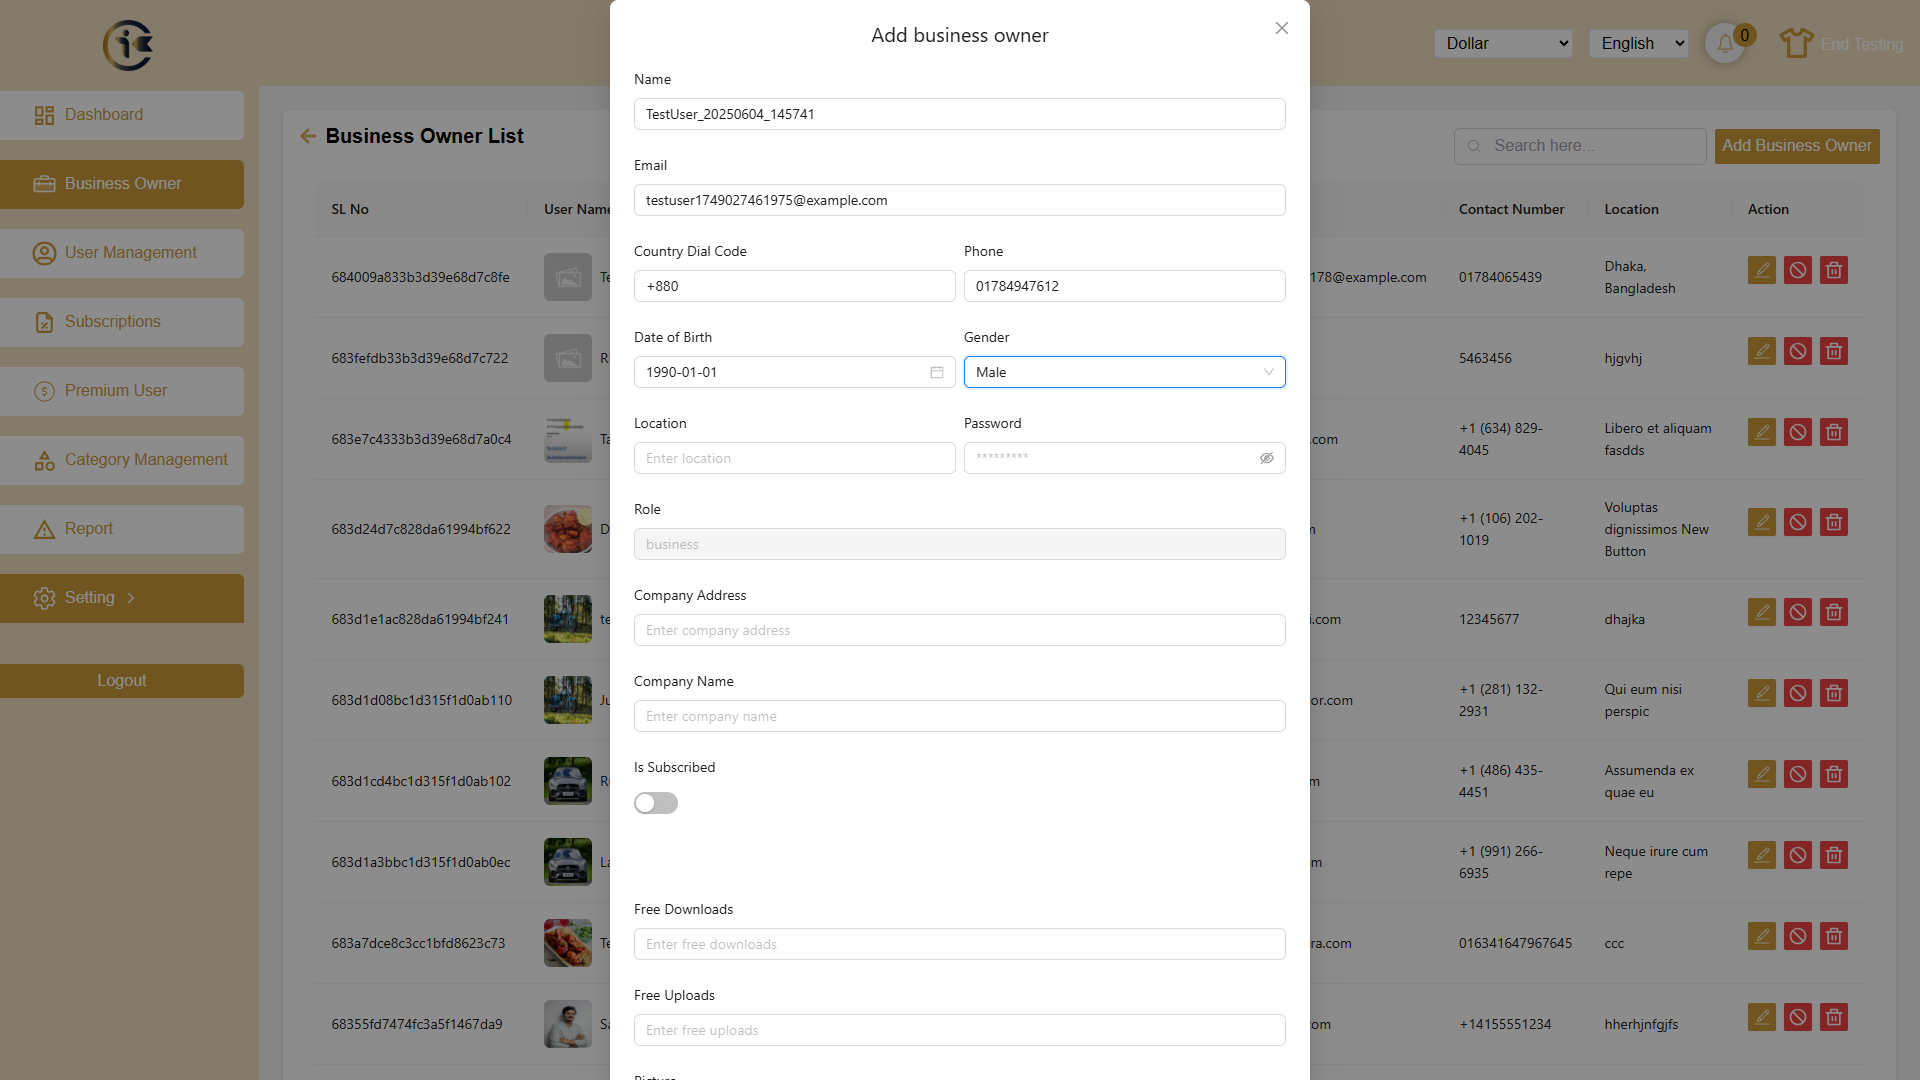 Add business owner
Dollar
English
0
End Testing
Dashboard
Business Owner
User Management
Subscriptions
Premium User
Category Management
Report
Setting
Logout
Business Owner List
Search here...
Add Business Owner
SL No
User Name
Contact Number
Location
Action
684009a833b3d39e68d7c8fe
Te
178@example.com
01784065439
Dhaka,
Bangladesh
683fefdb33b3d39e68d7c722
R
5463456
hjgvhj
683e7c4333b3d39e68d7a0c4
Ta
.com
+1 (634) 829-
4045
Libero et aliquam
fasdds
683d24d7c828da61994bf622
D
+1 (106) 202-
1019
Voluptas
dignissimos New
Button
683d1e1ac828da61994bf241
te
i.com
12345677
dhajka
683d1d08bc1d315f1d0ab110
Ju
or.com
+1 (281) 132-
2931
Qui eum nisi
perspic
683d1cd4bc1d315f1d0ab102
Re
m
+1 (486) 435-
4451
Assumenda ex
quae eu
683d1a3bbc1d315f1d0ab0ec
La
m
+1 (991) 266-
6935
Neque irure cum
repe
683a7dce8c3cc1bfd8623c73
Te
ra.com
016341647967645
ccc
68355fd7474fc3a5f1467da9
Sa
com
+14155551234
hherhjnfgjfs
Name
TestUser_20250604_145741
Email
testuser1749027461975@example.com
Country Dial Code
Phone
+880
01784947612
Date of Birth
Gender
1990-01-01
Male
Location
Password
Enter location
*********
Role
business
Company Address
Enter company address
Company Name
Enter company name
Is Subscribed
Free Downloads
Enter free downloads
Free Uploads
Enter free uploads
Picture